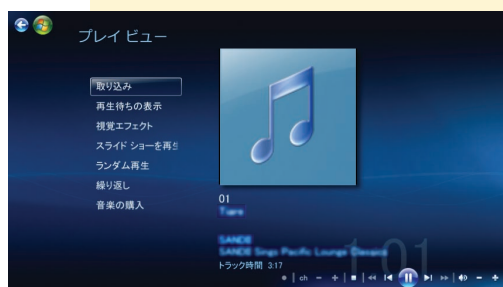 プレイ ビュー
取り込み
再生待ちの表示
視覚エフェクト
スライド ショーを再生
ランダム再生
繰り返し
音楽の購入
01
Tiare
SANDII
SANDII Sings Pacific Lounge Classics
トラック時間 3:17
1:01
ch